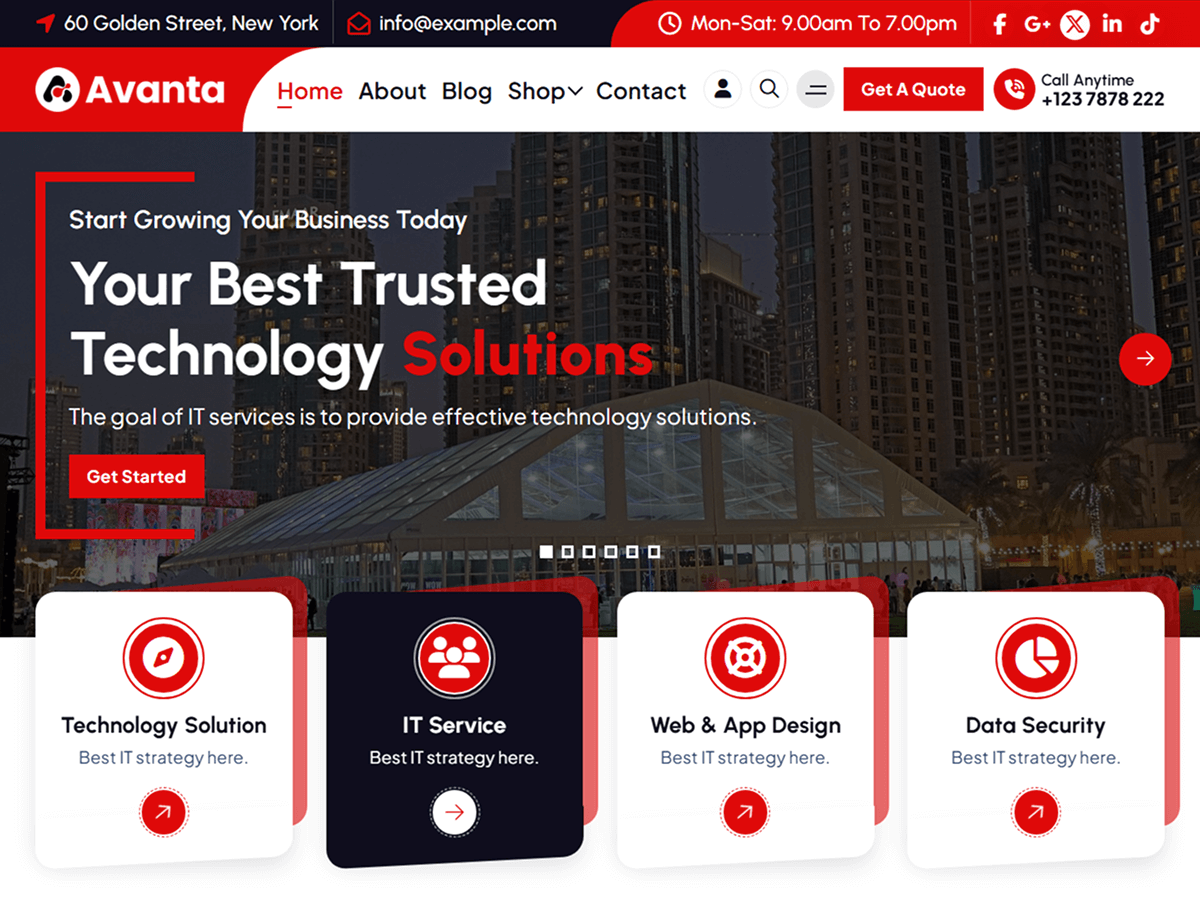 60 Golden Street, New York
info@example.com
Mon-Sat: 9.00am To 7.00pm
G+
Avanta
Home
About
Blog
Shop
Contact
Get A Quote
Call Anytime
+123 7878 222
Start Growing Your Business Today
Your Best Trusted
Technology Solutions
The goal of IT services is to provide effective technology solutions.
Get Started
Technology Solution
Best IT strategy here.
IT Service
Best IT strategy here.
Web & App Design
Best IT strategy here.
Data Security
Best IT strategy here.